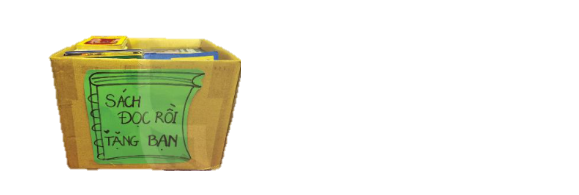 SÁCH
ĐỌC RỒI
TẶNG BẠN